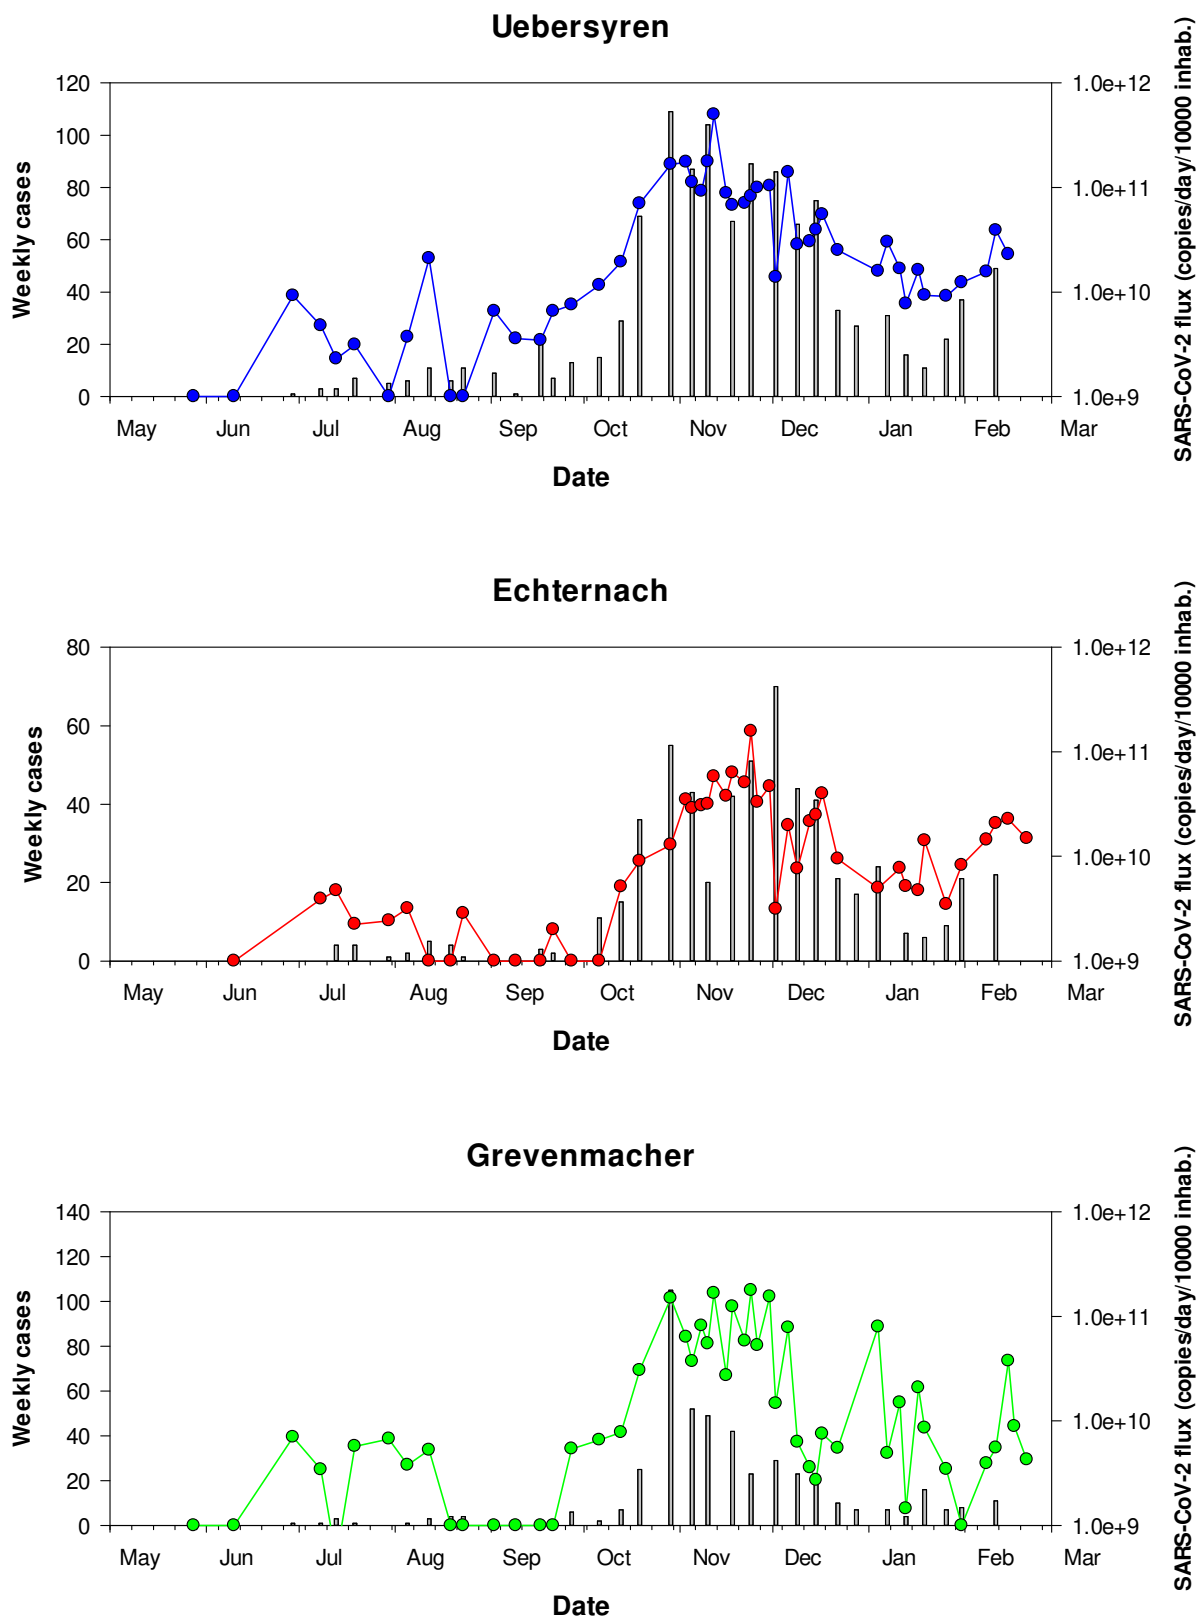 Uebersyren
120
100
80
60
40
20
0
Weekly cases
1.0e+12
1.0e+11
1.0e+10
1.0e+9
SARS-CoV-2 flux (copies/day/10000 inhab.)
May Jun Jul Aug Sep Oct Nov Dec Jan Feb Mar
Date
Echternach
80
60
40
20
0
Weekly cases
1.0e+12
1.0e+11
1.0e+10
1.0e+9
SARS-CoV-2 flux (copies/day/10000 inhab.)
May Jun Jul Aug Sep Oct Nov Dec Jan Feb Mar
Date
Grevenmacher
140
120
100
80
60
40
20
0
Weekly cases
1.0e+12
1.0e+11
1.0e+10
1.0e+9
SARS-CoV-2 flux (copies/day/10000 inhab.)
May Jun Jul Aug Sep Oct Nov Dec Jan Feb Mar
Date